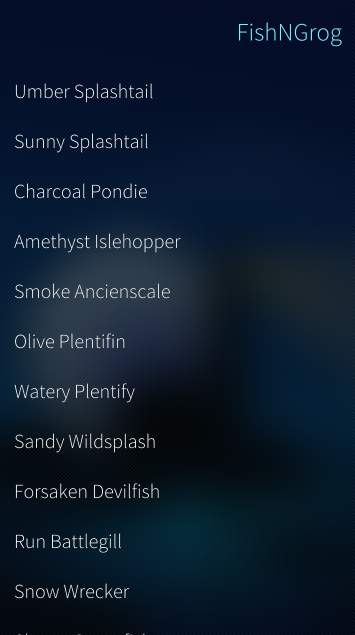 FishNGrog
Umber Splashtail
Sunny Splashtail
Charcoal Pondie
Amethyst Islehopper
Smoke Ancienscale
Olive Plentifin
Watery Plentify
Sandy Wildsplash
Forsaken Devilfish
Run Battlegill
Snow Wrecker